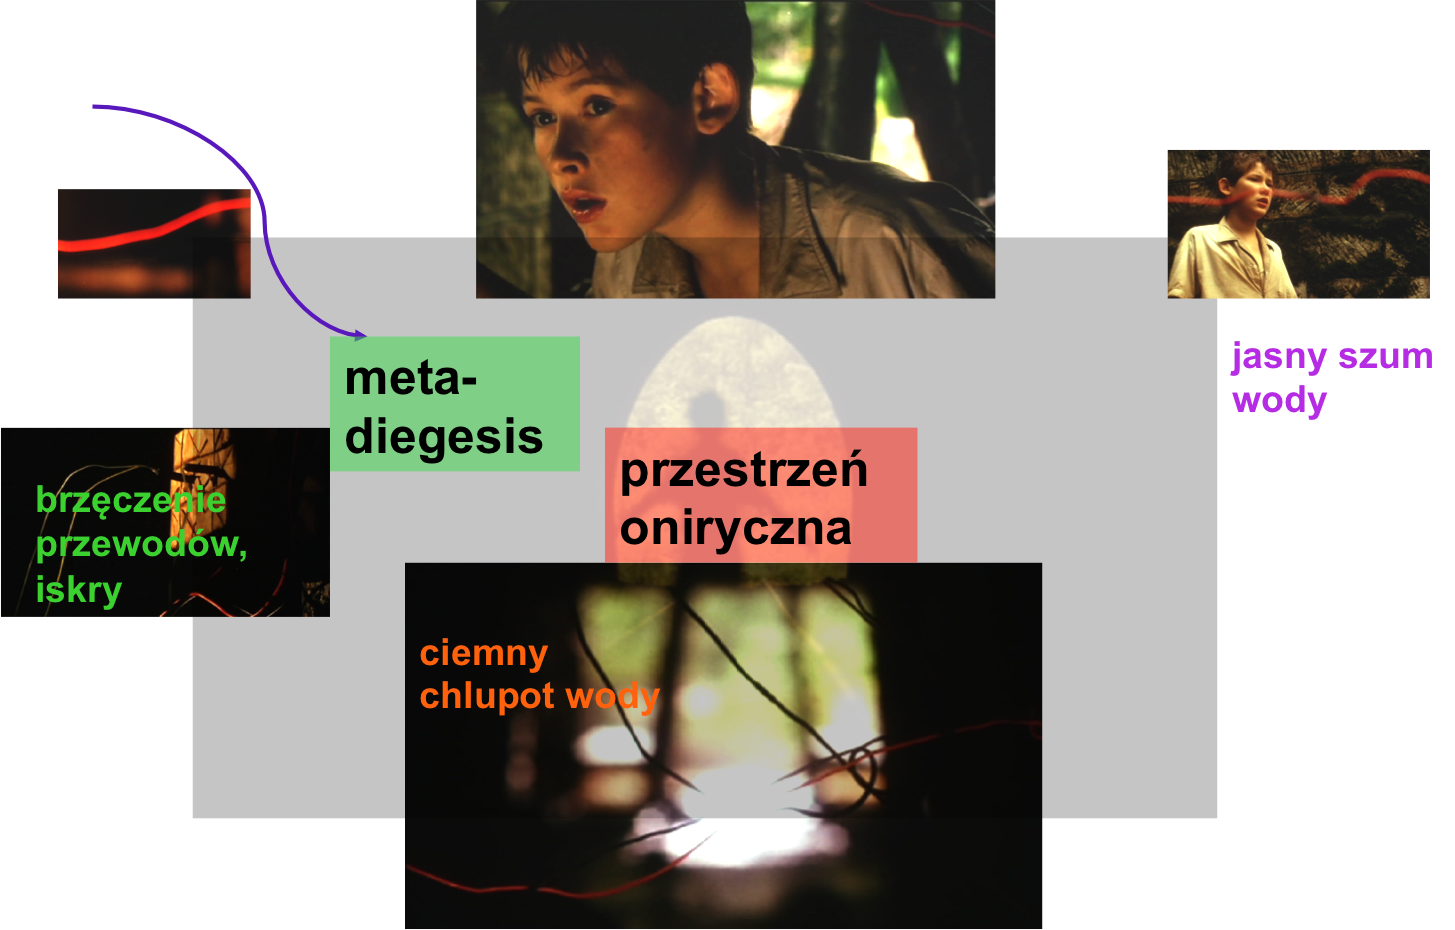 meta-
diegesis
przestrzeń
oniryczna
jasny szum
wody
brzęczenie
przewodów,
iskry
ciemny
chlupot wody